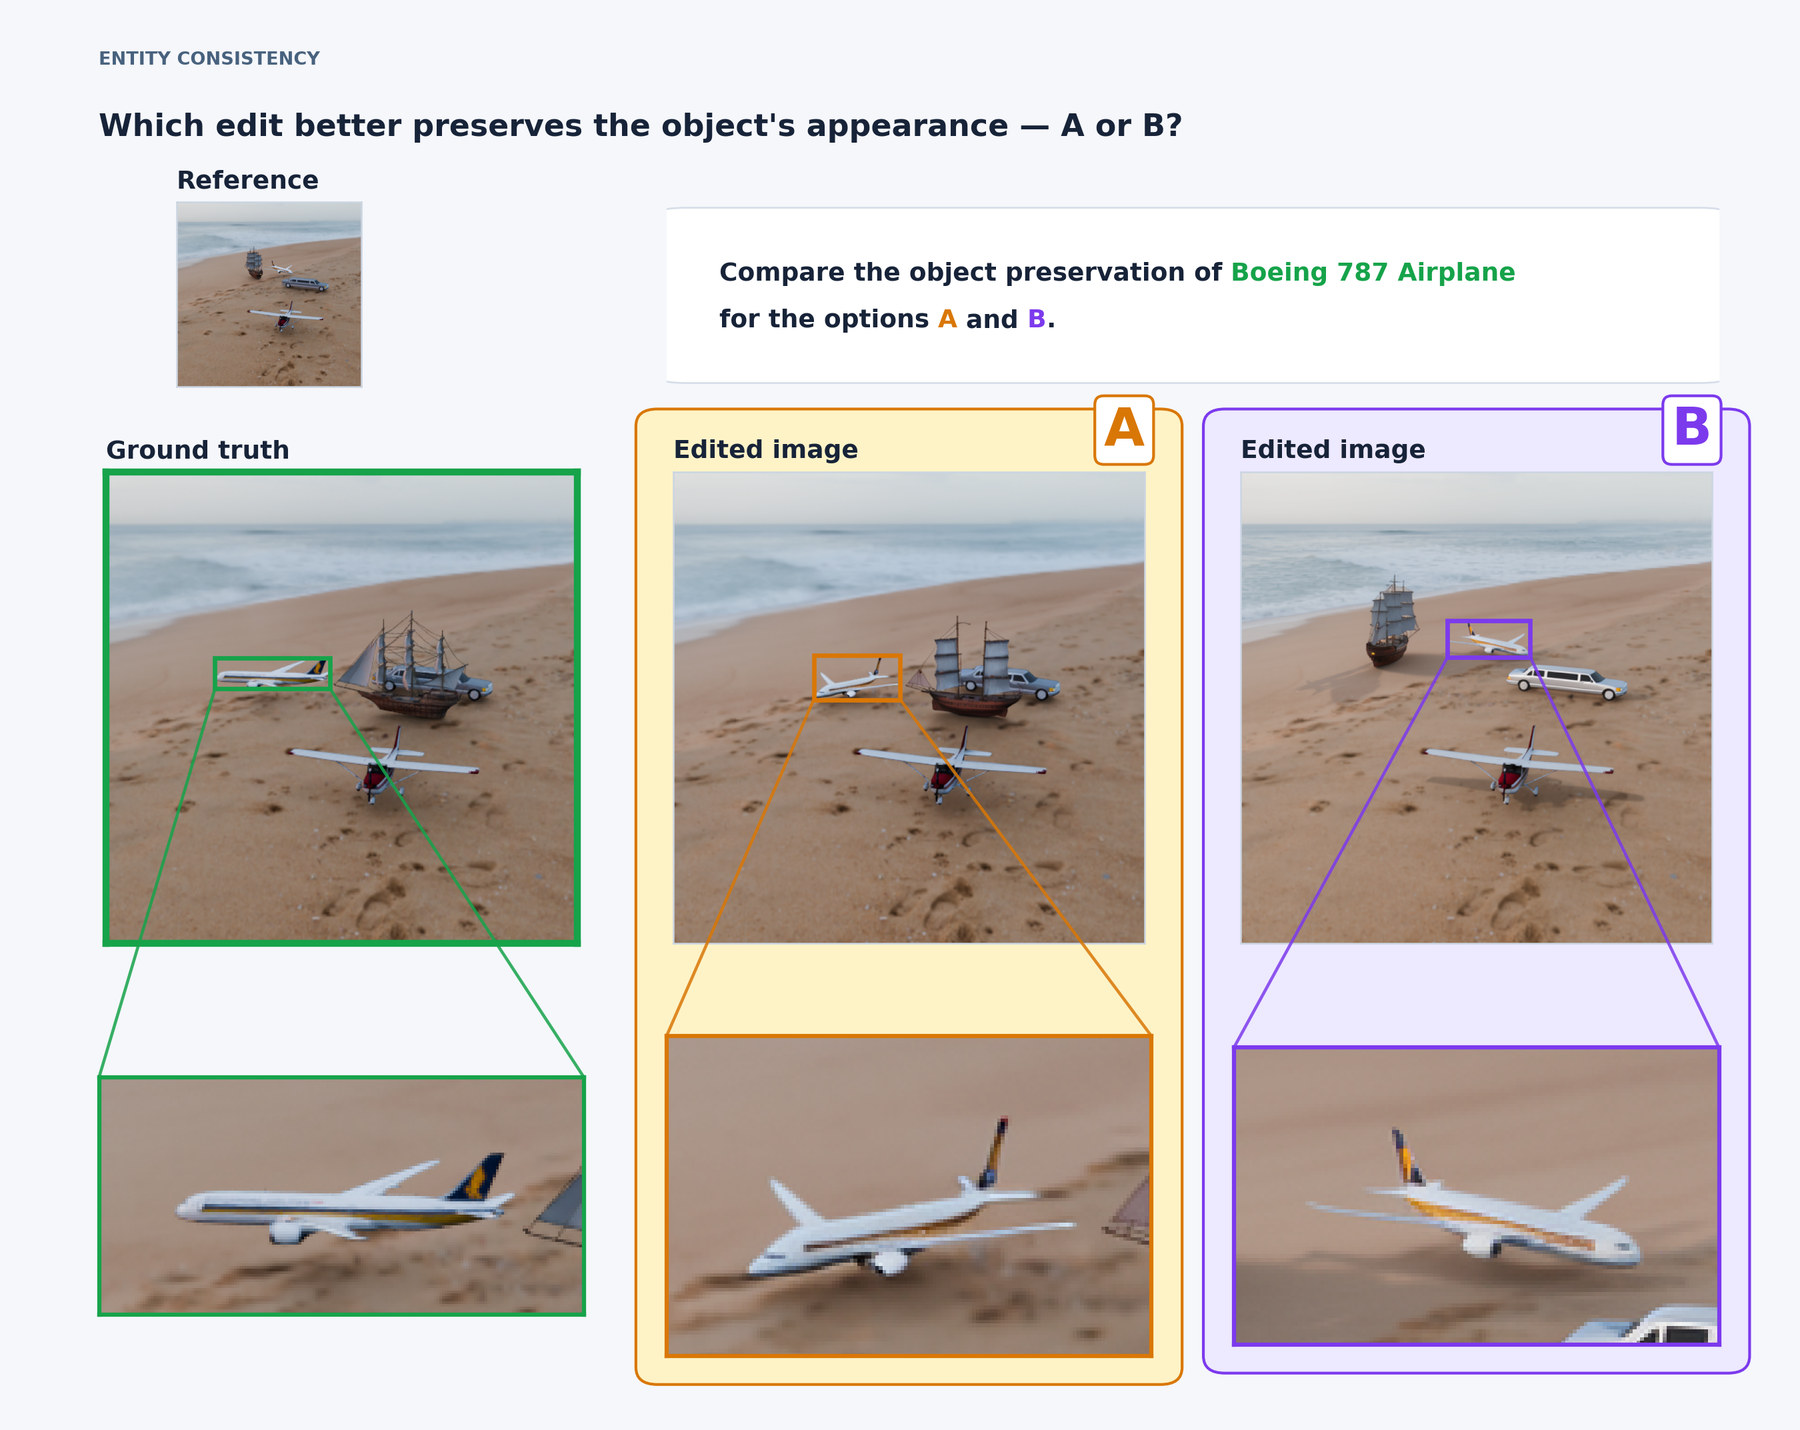 ENTITY CONSISTENCY
Which edit better preserves the object's appearance — A or B?
Reference
Compare the object preservation of Boeing 787 Airplane
for the options A and B.
Ground truth
Edited image
A
Edited image
B